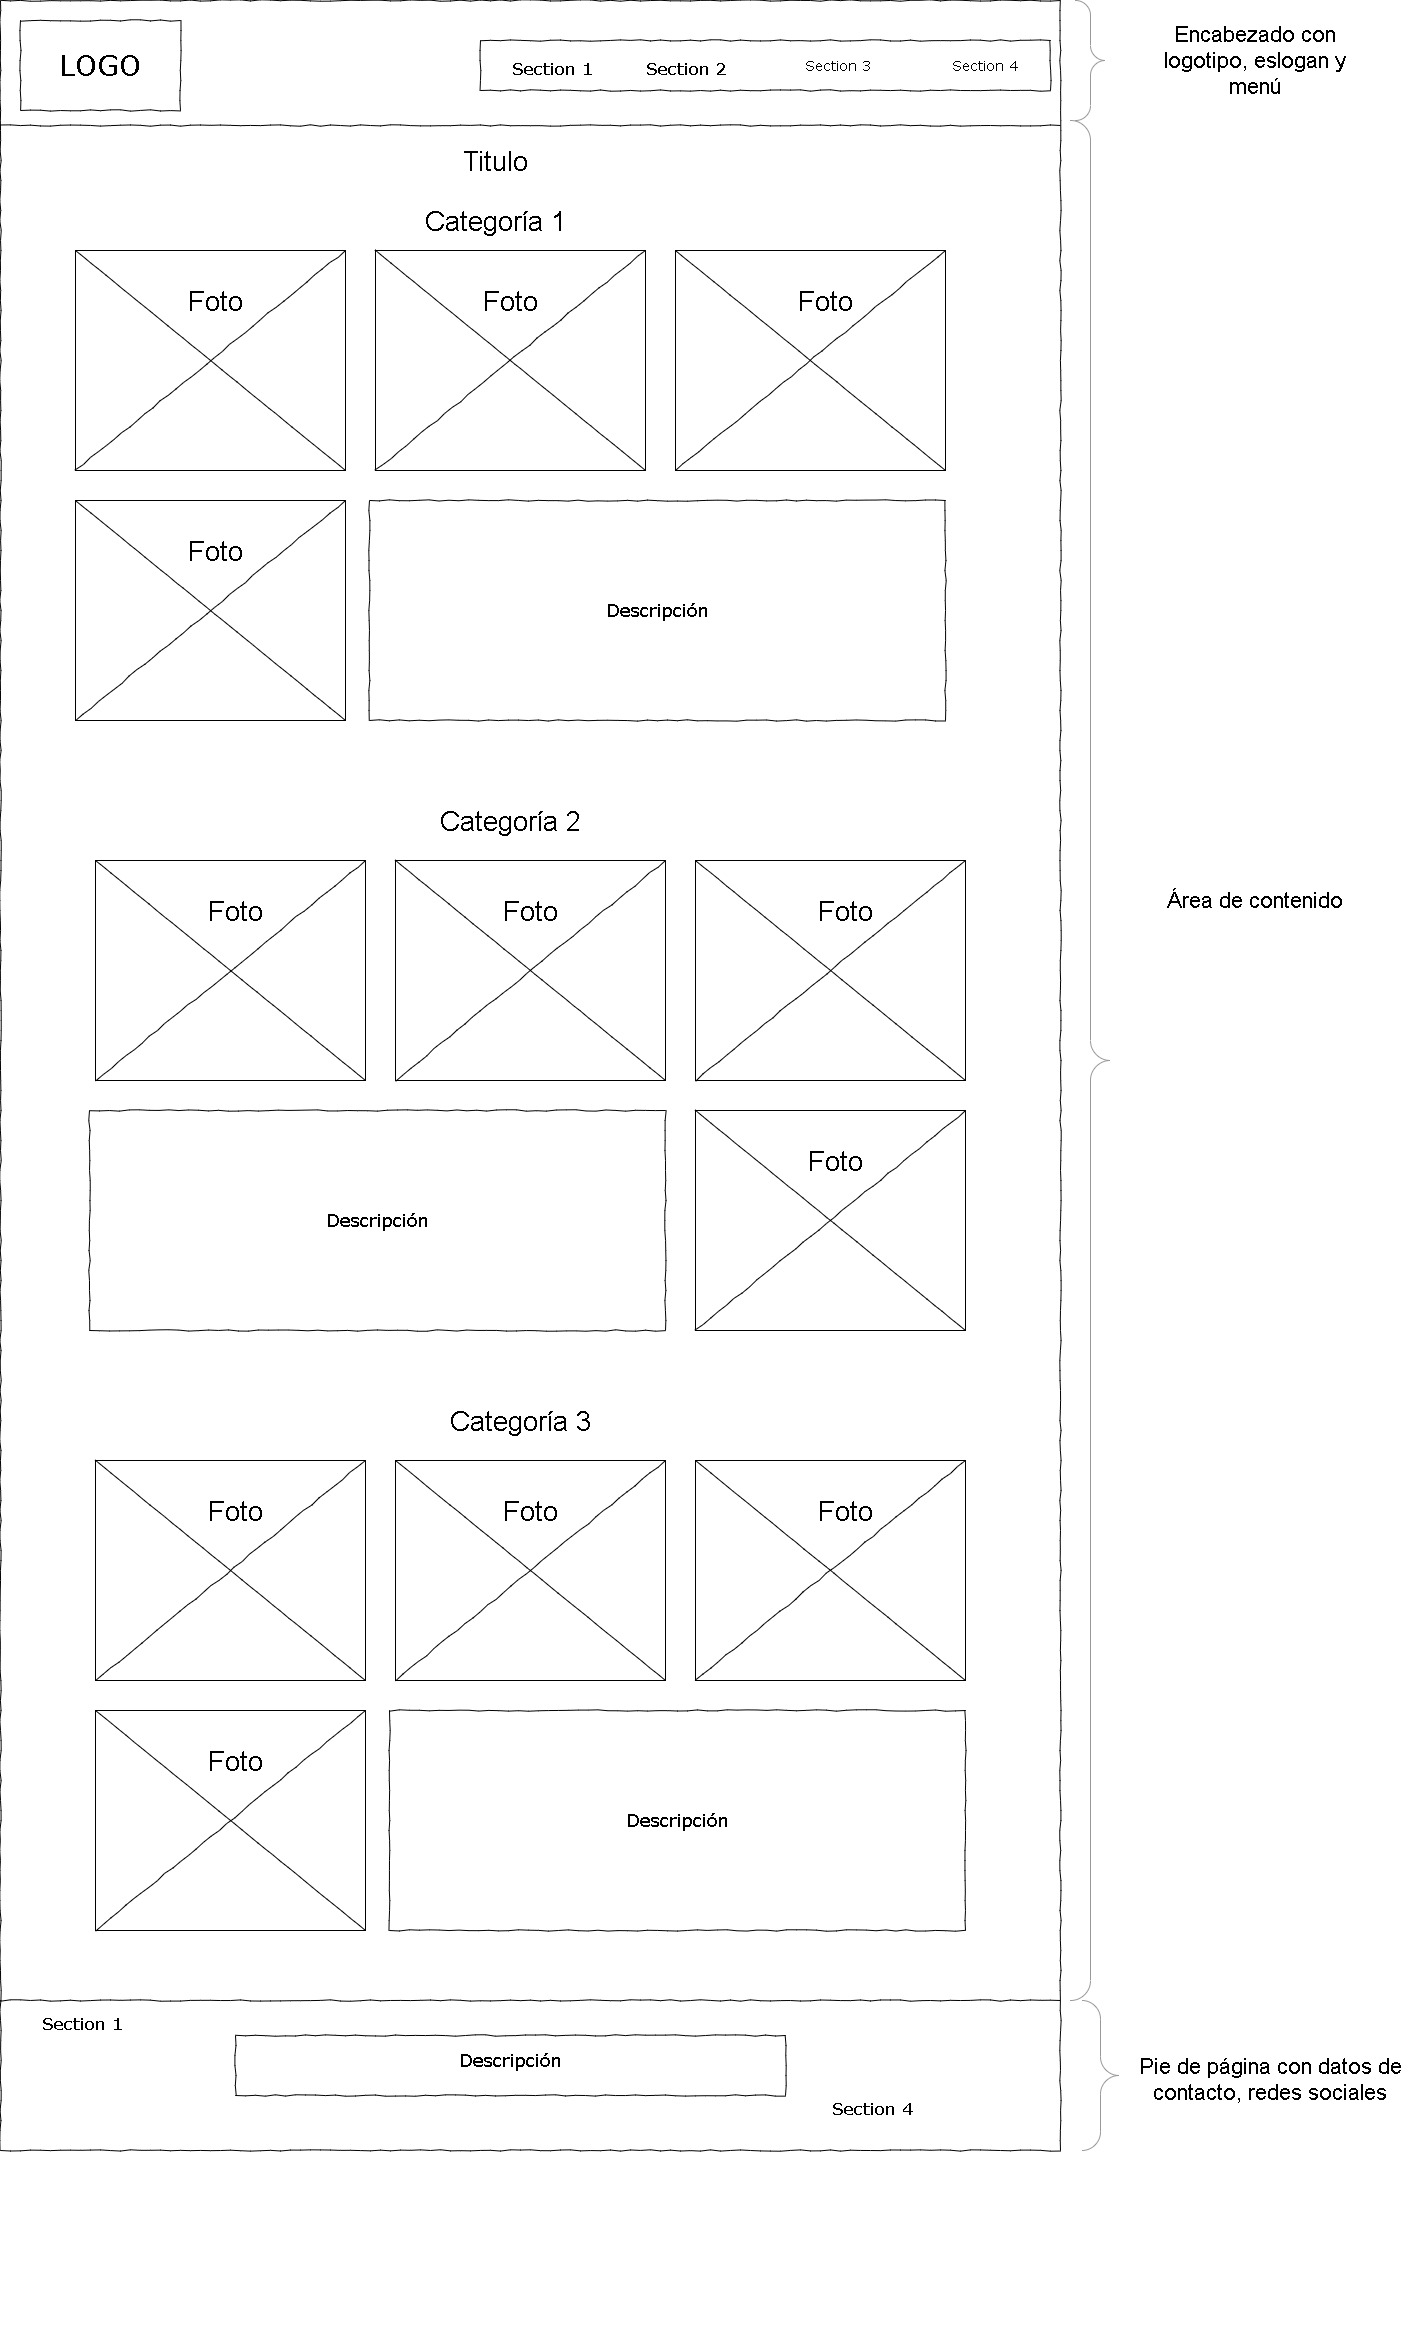 LOGO
Section 1
Section 2
Section 3
Section 4
Encabezado con
logotipo, eslogan y
menú
Titulo
Categoría 1
Foto
Foto
Foto
Foto
Descripción
Categoría 2
Foto
Foto
Foto
Área de contenido
Descripción
Foto
Categoría 3
Foto
Foto
Foto
Foto
Descripción
Section 1
Descripción
Section 4
Pie de página con datos de
contacto, redes sociales